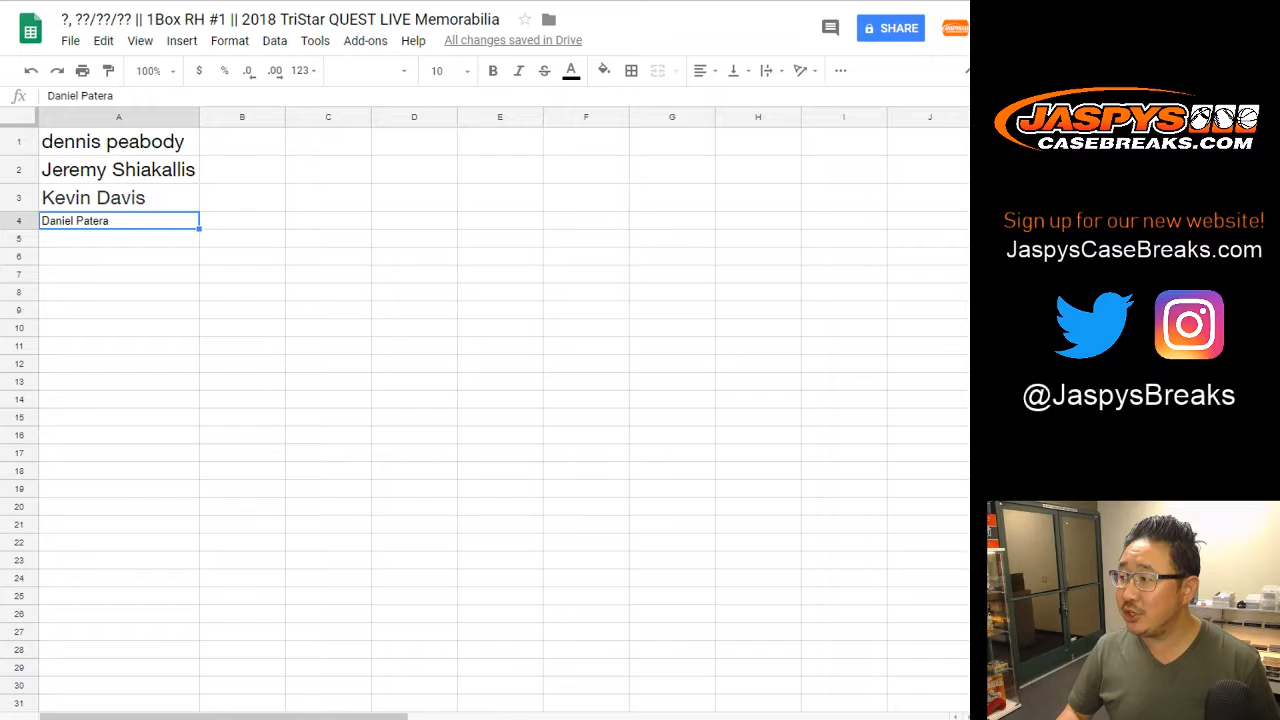 ?, ??/??/?? || 1Box RH #1 || 2018 TriStar QUEST LIVE Memorabilia
SHARE
File Edit View Insert Format Data Tools Add-ons Help All changes saved in Drive
100% $ % .0 .00 123 10 B I S A
fx Daniel Patera
A B C D E F G H I J
1 dennis peabody
2 Jeremy Shiakallis
3 Kevin Davis
4 Daniel Patera
5
6
7
8
9
10
11
12
13
14
15
16
17
18
19
20
21
22
23
24
25
26
27
28
29
30
31
JASPYS
CASEBREAKS.COM
Sign up for our new website!
JaspysCaseBreaks.com
@JaspysBreaks